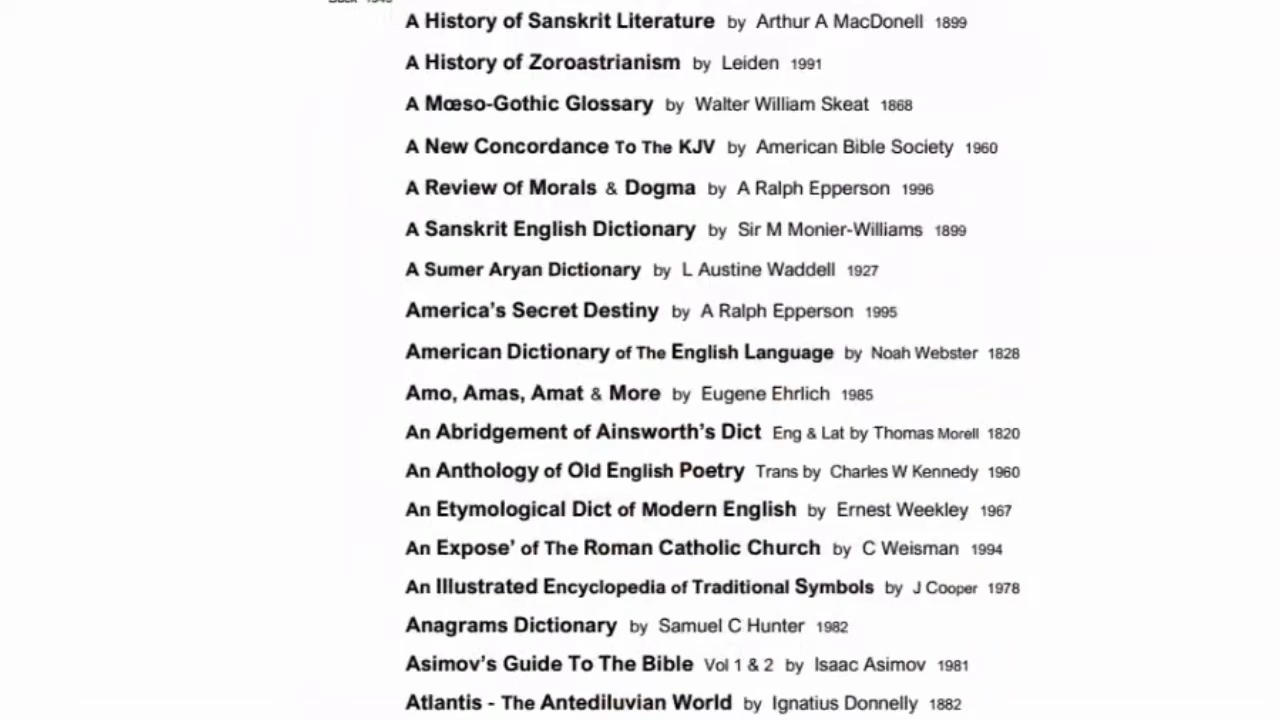 A History of Sanskrit Literature by Arthur A MacDonell 1899
A History of Zoroastrianism by Leiden 1991
A Mœso-Gothic Glossary by Walter William Skeat 1868
A New Concordance To The KJV by American Bible Society 1960
A Review Of Morals & Dogma by A Ralph Epperson 1996
A Sanskrit English Dictionary by Sir M Monier-Williams 1899
A Sumer Aryan Dictionary by L Austine Waddell 1927
America's Secret Destiny by A Ralph Epperson 1995
American Dictionary of The English Language by Noah Webster 1828
Amo, Amas, Amat & More by Eugene Ehrlich 1985
An Abridgement of Ainsworth's Dict Eng & Lat by Thomas Morell 1820
An Anthology of Old English Poetry Trans by Charles W Kennedy 1960
An Etymological Dict of Modern English by Ernest Weekley 1967
An Expose' of The Roman Catholic Church by C Weisman 1994
An Illustrated Encyclopedia of Traditional Symbols by J Cooper 1978
Anagrams Dictionary by Samuel C Hunter 1982
Asimov's Guide To The Bible Vol 1 & 2 by Isaac Asimov 1981
Atlantis - The Antediluvian World by Ignatius Donnelly 1882